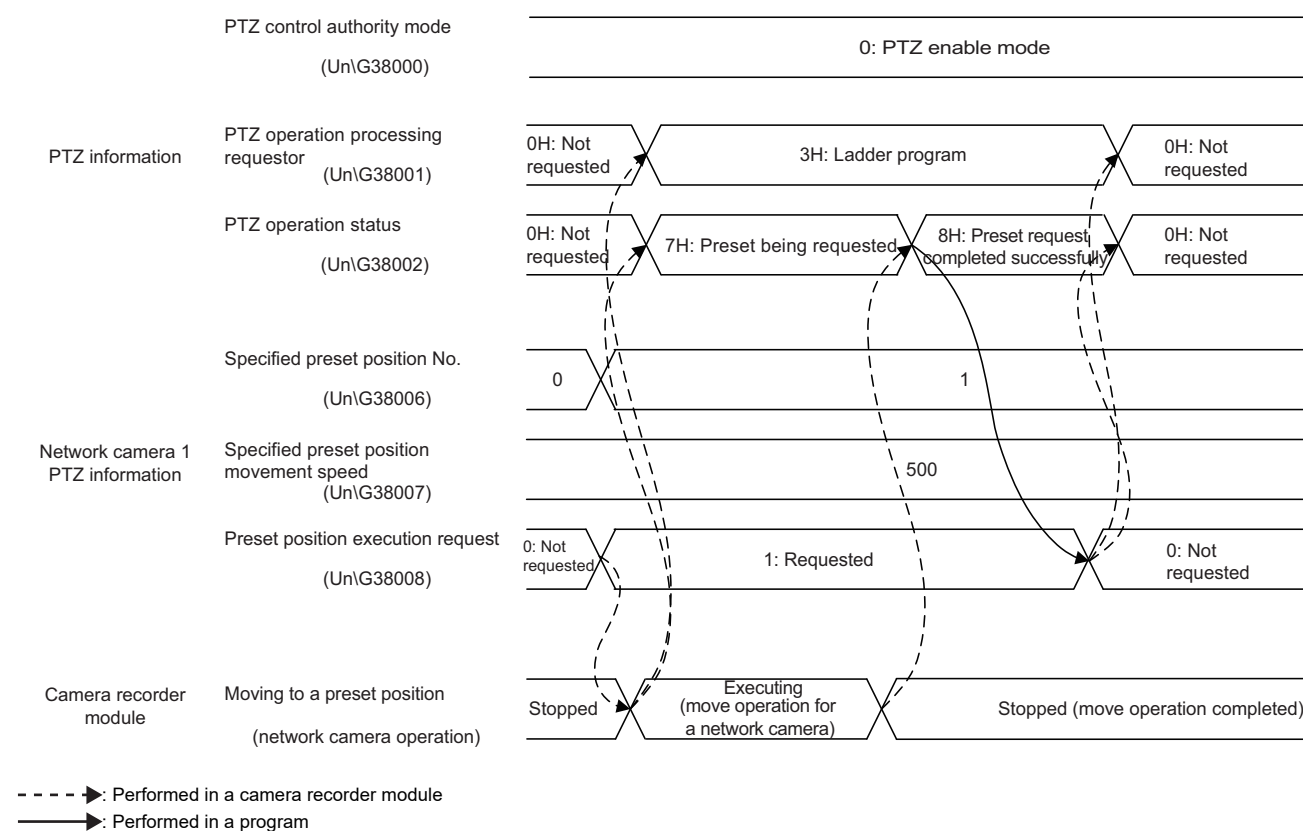 PTZ control authority mode
(Un\G38000)
0: PTZ enable mode
PTZ information
PTZ operation processing
requestor
(Un\G38001)
0H: Not
requested
3H: Ladder program
0H: Not
requested
PTZ operation status
(Un\G38002)
0H: Not
requested
7H: Preset being requested
8H: Preset request
completed successfully
0H: Not
requested
Specified preset position No.
(Un\G38006)
0
1
Network camera 1
PTZ information
Specified preset position
movement speed
(Un\G38007)
500
Preset position execution request
(Un\G38008)
0: Not
requested
1: Requested
0: Not
requested
Camera recorder
module
Moving to a preset position
(network camera operation)
Stopped
Executing
(move operation for
a network camera)
Stopped (move operation completed)
: Performed in a camera recorder module
: Performed in a program